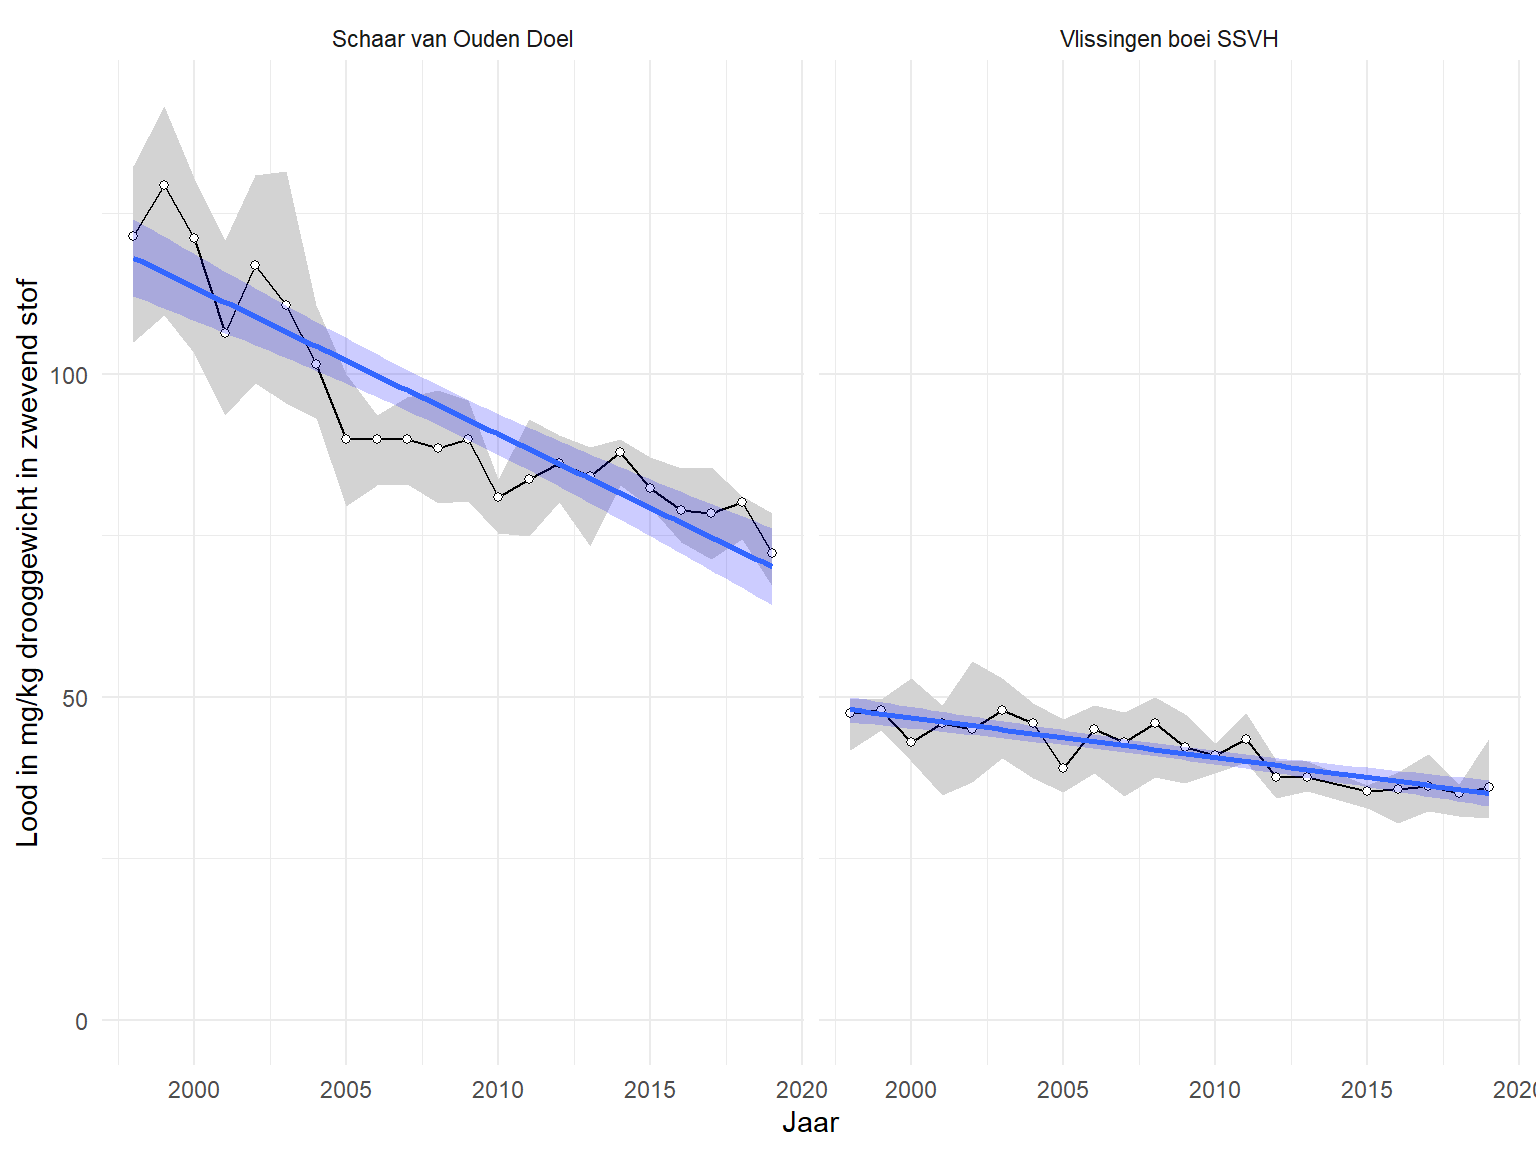 Schaar van Ouden Doel
Vlissingen boei SSVH
Lood in mg/kg drooggewicht in zwevend stof
100
50
0
2000 2005 2010 2015 2020
2000 2005 2010 2015 2020
Jaar